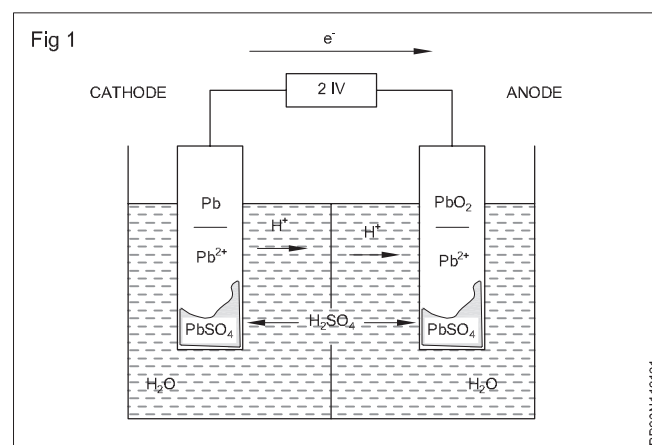 Fig 1
e⁻
CATHODE
2 IV
ANODE
Pb
PbO₂
H⁺
H⁺
Pb²⁺
Pb²⁺
PbSO₄
H₂SO₄
PbSO₄
H₂O
H₂O